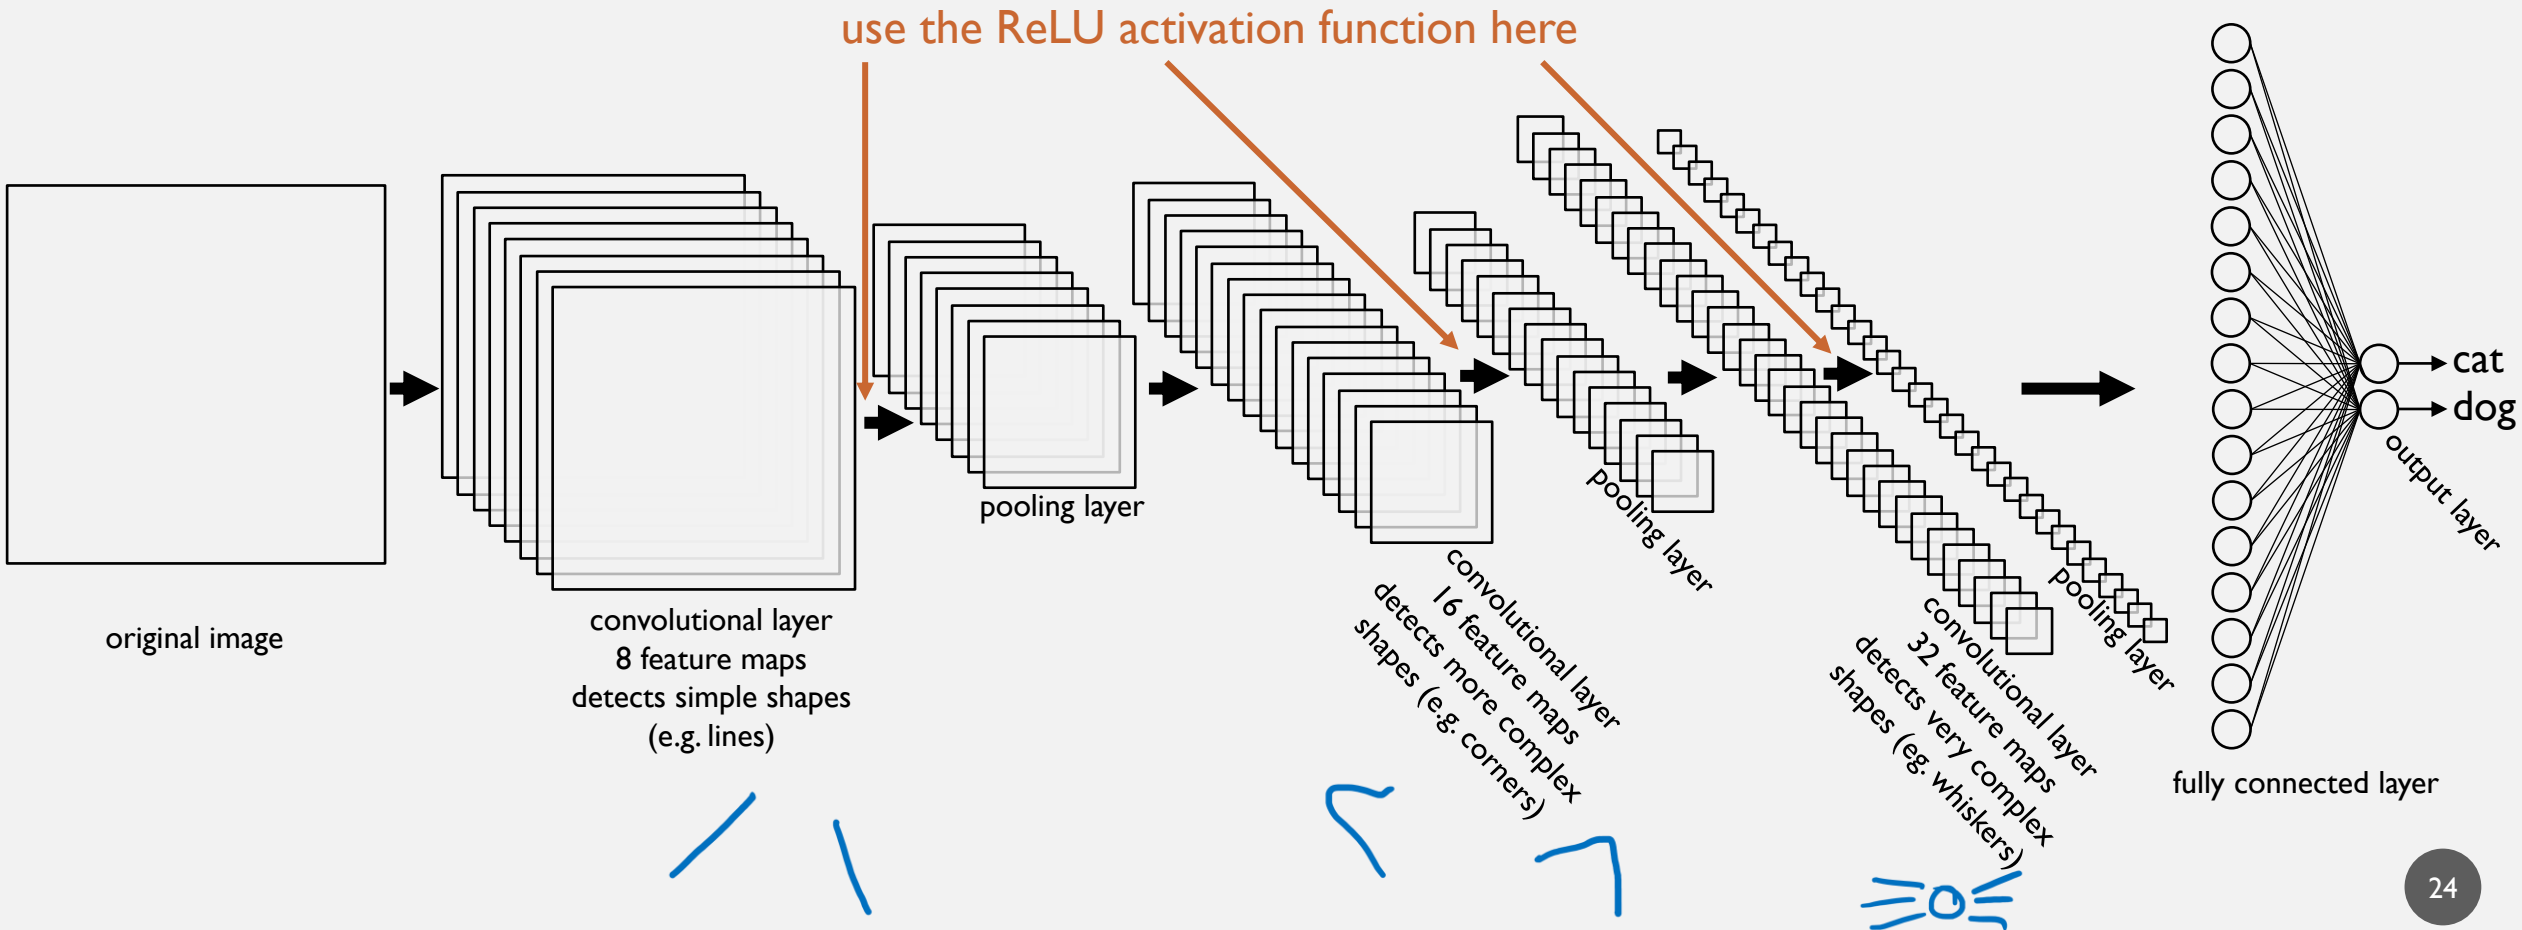 use the ReLU activation function here
original image
convolutional layer
8 feature maps
detects simple shapes
(e.g. lines)
pooling layer
convolutional layer
16 feature maps
detects more complex
shapes (e.g. corners)
pooling layer
convolutional layer
32 feature maps
detects very complex
shapes (eg. whiskers)
pooling layer
fully connected layer
cat
dog
output layer
24